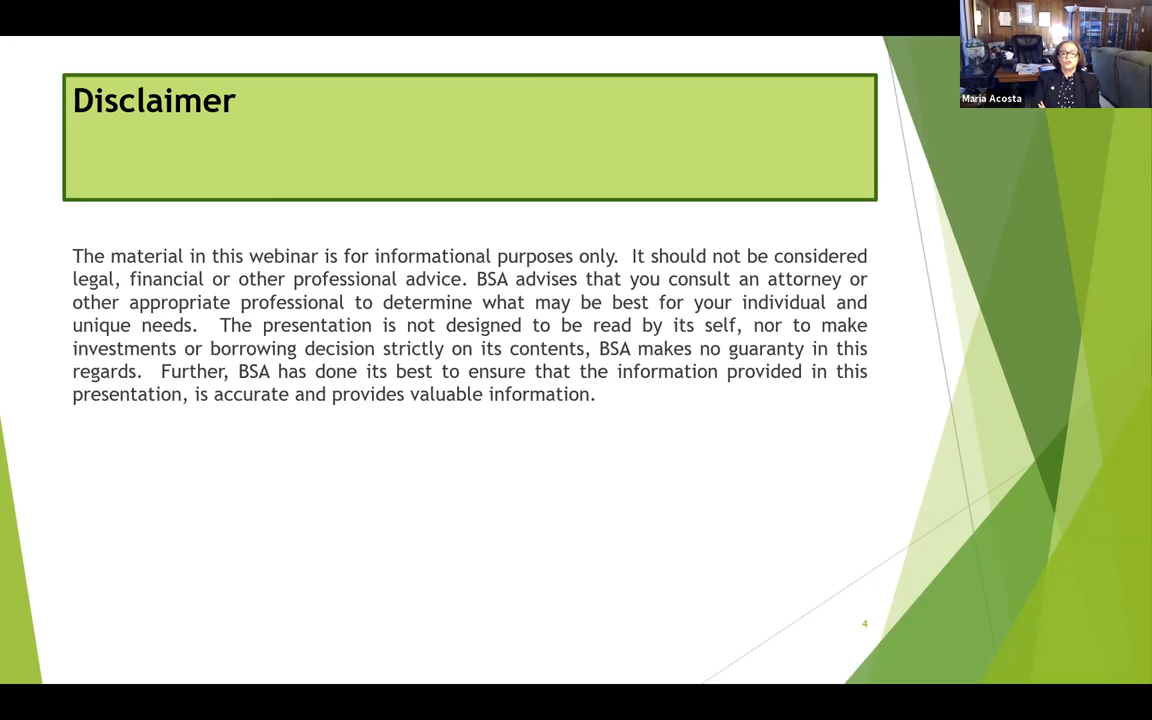 Maria Acosta
Disclaimer
The material in this webinar is for informational purposes only.  It should not be considered
legal, financial or other professional advice. BSA advises that you consult an attorney or
other appropriate professional to determine what may be best for your individual and
unique needs.  The presentation is not designed to be read by its self, nor to make
investments or borrowing decision strictly on its contents, BSA makes no guaranty in this
regards.  Further, BSA has done its best to ensure that the information provided in this
presentation, is accurate and provides valuable information.
4